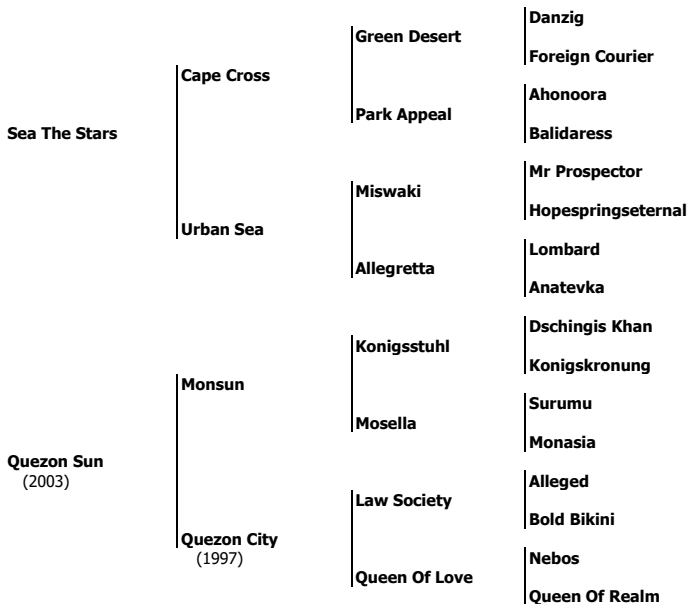 Danzig
Green Desert
Foreign Courier
Cape Cross
Ahonoora
Park Appeal
Balidaress
Sea The Stars
Mr Prospector
Miswaki
Hopespringseternal
Urban Sea
Lombard
Allegretta
Anatevka
Dschingis Khan
Konigsstuhl
Konigskronung
Monsun
Surumu
Mosella
Monasia
Quezon Sun
(2003)
Alleged
Law Society
Bold Bikini
Quezon City
(1997)
Nebos
Queen Of Love
Queen Of Realm